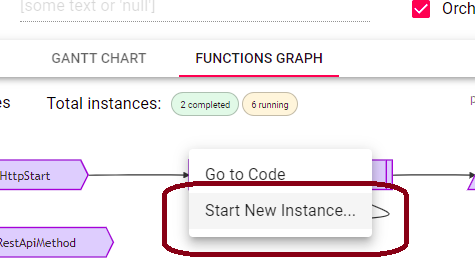 [some text or 'null']
Orch
GANTT CHART
FUNCTIONS GRAPH
es
Total instances:
2 completed
6 running
p
HttpStart
Go to Code
Start New Instance...
RestApiMethod